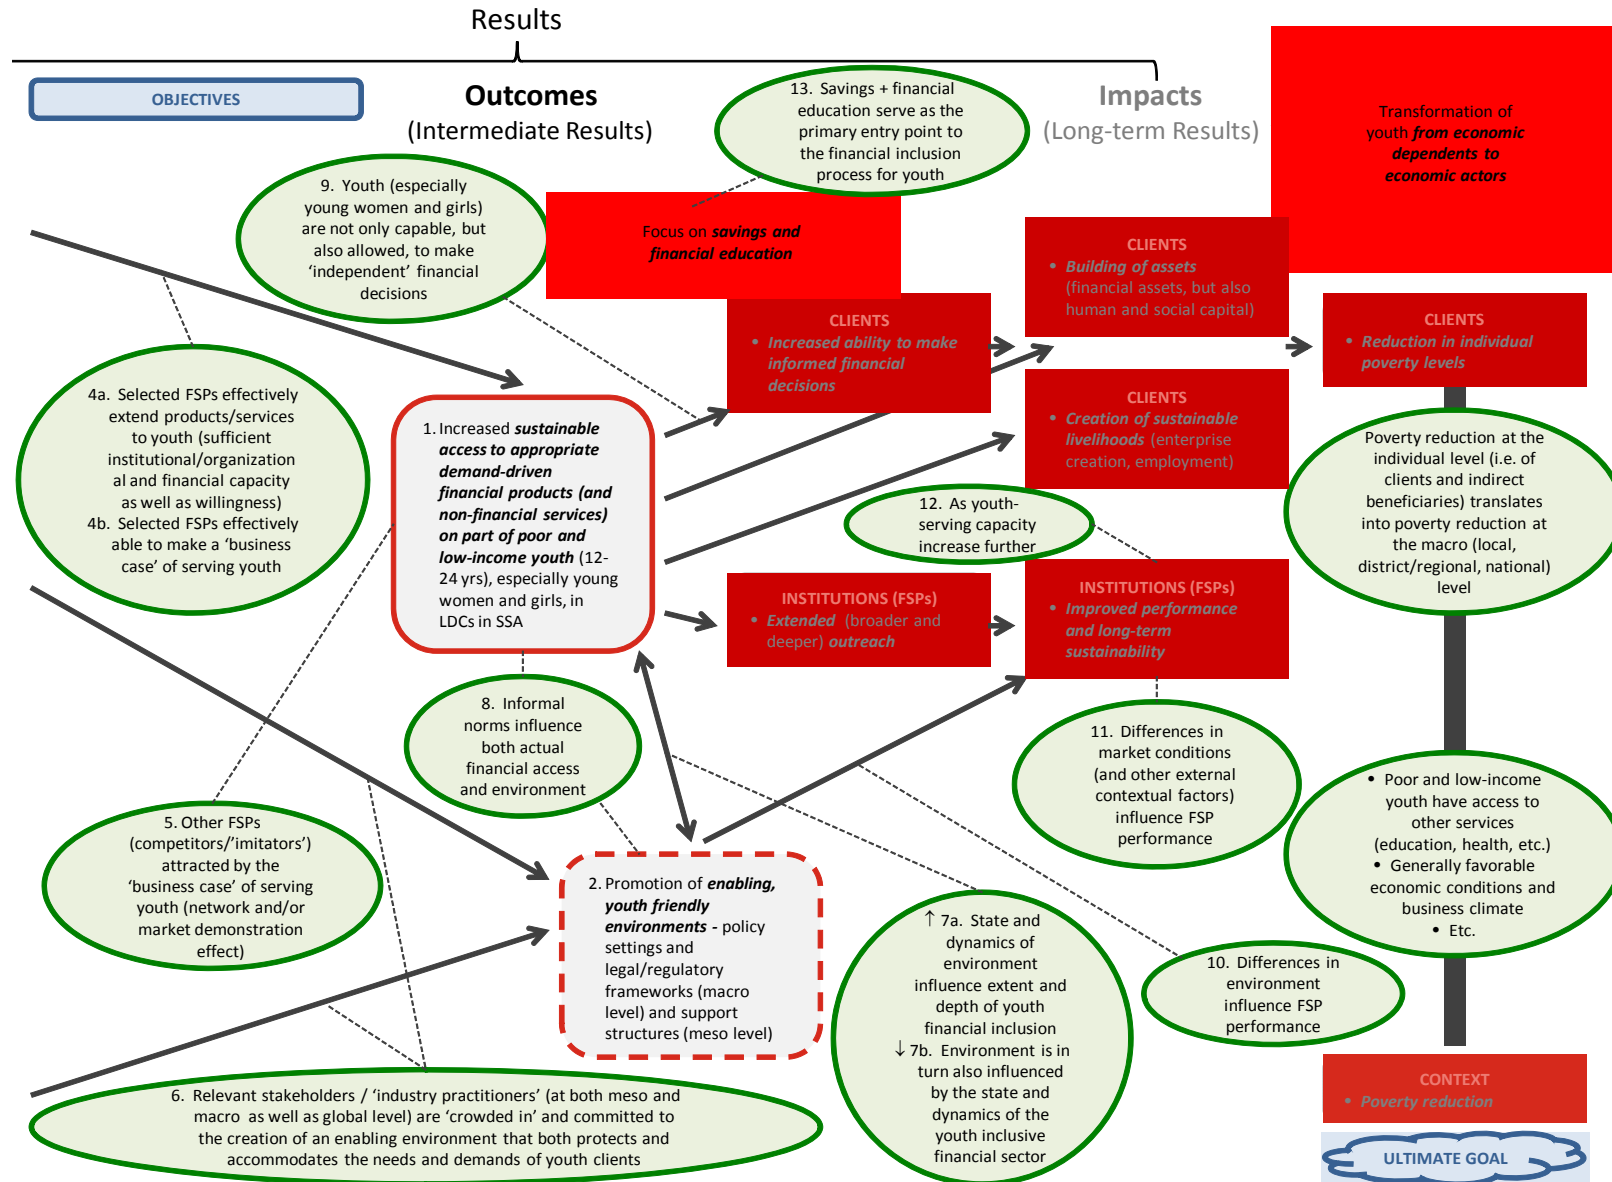 Results
OBJECTIVES
Outcomes
(Intermediate Results)
13. Savings + financial
education serve as the
primary entry point to
the financial inclusion
process for youth
Impacts
(Long-term Results)
Transformation of
youth from economic
dependents to
economic actors
9. Youth (especially
young women and girls)
are not only capable, but
also allowed, to make
‘independent’ financial
decisions
Focus on savings and
financial education
CLIENTS
• Building of assets
(financial assets, but also
human and social capital)
CLIENTS
• Increased ability to make
informed financial
decisions
CLIENTS
• Reduction in individual
poverty levels
4a. Selected FSPs effectively
extend products/services
to youth (sufficient
institutional/organization
al and financial capacity
as well as willingness)
4b. Selected FSPs effectively
able to make a ‘business
case’ of serving youth
1. Increased sustainable
access to appropriate
demand-driven
financial products (and
non-financial services)
on part of poor and
low-income youth (12-
24 yrs), especially young
women and girls, in
LDCs in SSA
CLIENTS
• Creation of sustainable
livelihoods (enterprise
creation, employment)
Poverty reduction at the
individual level (i.e. of
clients and indirect
beneficiaries) translates
into poverty reduction at
the macro (local,
district/regional, national)
level
12. As youth-
serving capacity
increase further
INSTITUTIONS (FSPs)
• Extended (broader and
deeper) outreach
INSTITUTIONS (FSPs)
• Improved performance
and long-term
sustainability
8. Informal
norms influence
both actual
financial access
and environment
11. Differences in
market conditions
(and other external
contextual factors)
influence FSP
performance
5. Other FSPs
(competitors/’imitators’)
attracted by the
‘business case’ of serving
youth (network and/or
market demonstration
effect)
• Poor and low-income
youth have access to
other services
(education, health, etc.)
• Generally favorable
economic conditions and
business climate
• Etc.
2. Promotion of enabling,
youth friendly
environments - policy
settings and
legal/regulatory
frameworks (macro
level) and support
structures (meso level)
↑ 7a. State and
dynamics of
environment
influence extent and
depth of youth
financial inclusion
↓ 7b. Environment is in
turn also influenced
by the state and
dynamics of the
youth inclusive
financial sector
10. Differences in
environment
influence FSP
performance
6. Relevant stakeholders / ‘industry practitioners’ (at both meso and
macro as well as global level) are ‘crowded in’ and committed to
the creation of an enabling environment that both protects and
accommodates the needs and demands of youth clients
CONTEXT
• Poverty reduction
ULTIMATE GOAL